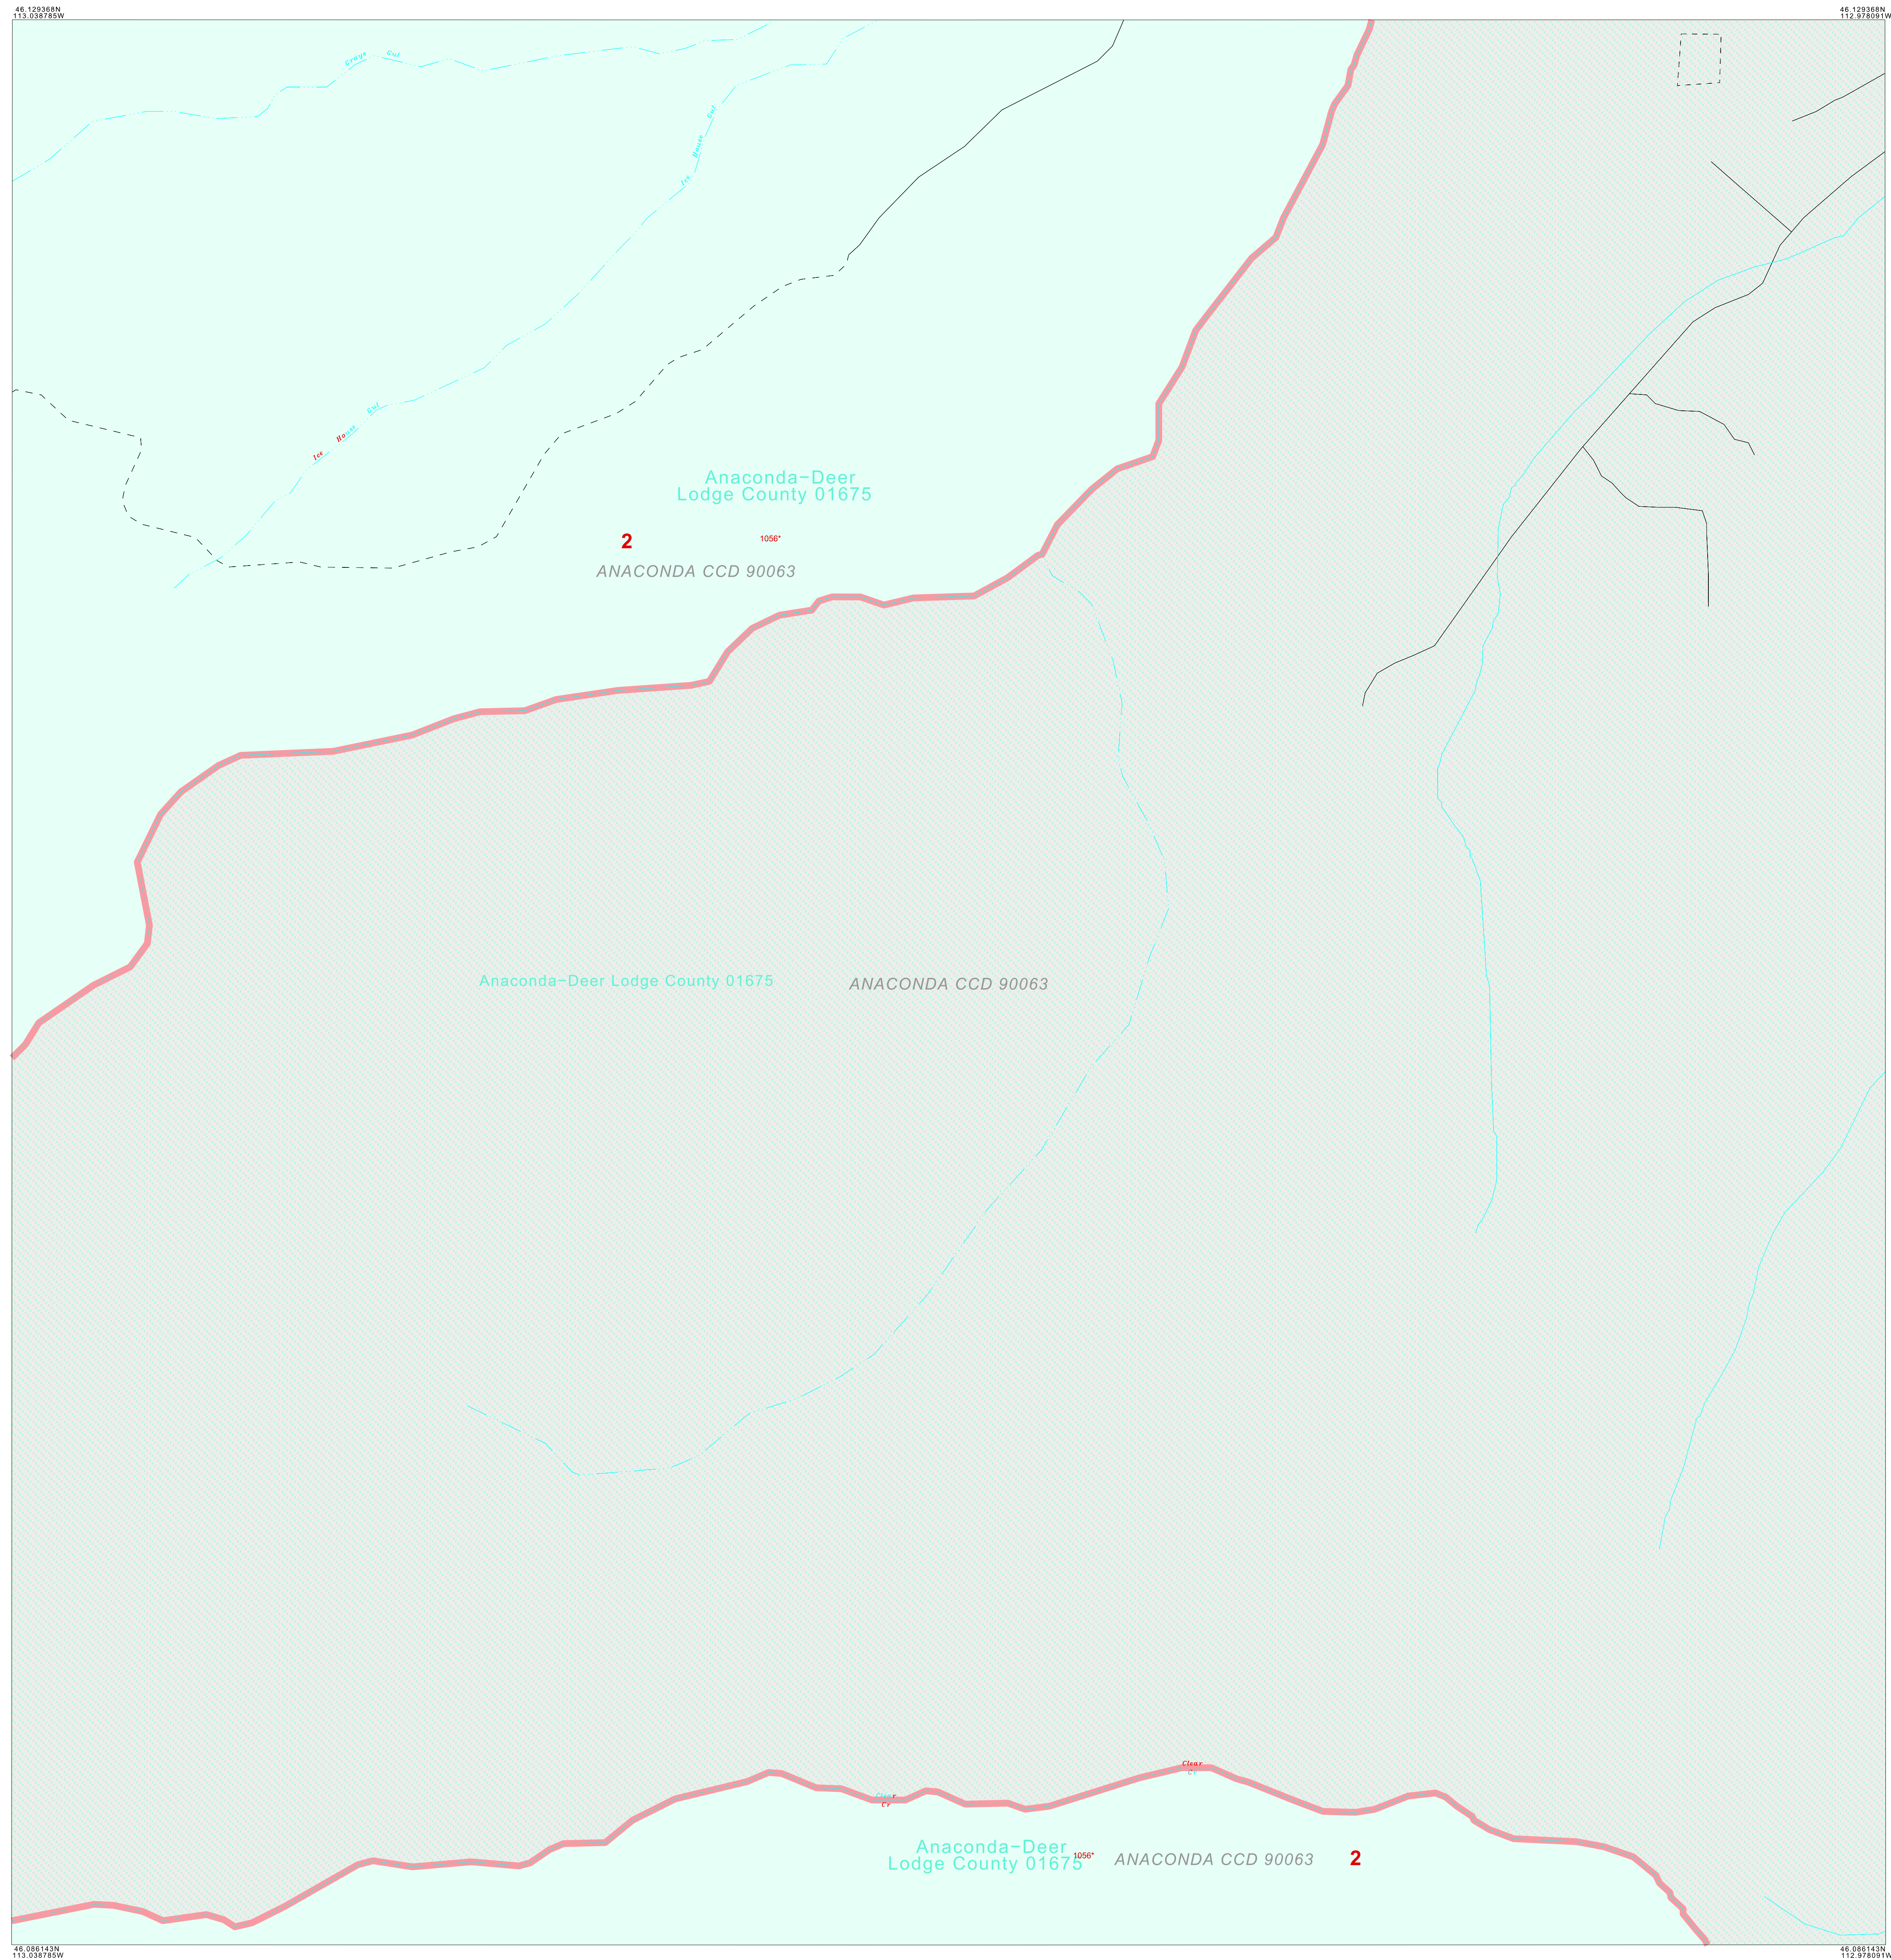 46.129368N
113.038785W
46.129368N
112.978091W
Grays Gul
Ice House Gul
Ice House Gul
Anaconda-Deer
Lodge County 01675
2
1056*
ANACONDA CCD 90063
Anaconda-Deer Lodge County 01675
ANACONDA CCD 90063
Clear
Cr
Clear
Cr
Anaconda-Deer
Lodge County 01675
1056*
ANACONDA CCD 90063
2
46.086143N
113.038785W
46.086143N
112.978091W